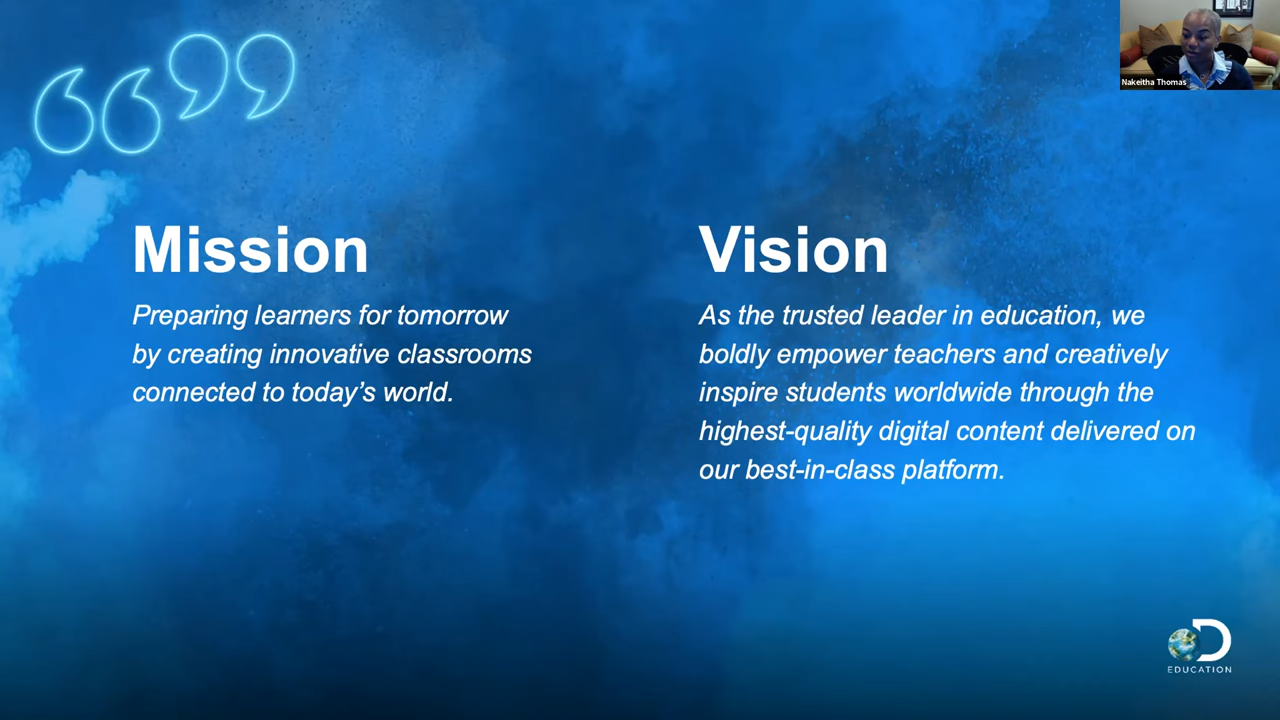 Nakeitha Thomas
Mission
Preparing learners for tomorrow
by creating innovative classrooms
connected to today’s world.
Vision
As the trusted leader in education, we
boldly empower teachers and creatively
inspire students worldwide through the
highest-quality digital content delivered on
our best-in-class platform.
D
EDUCATION